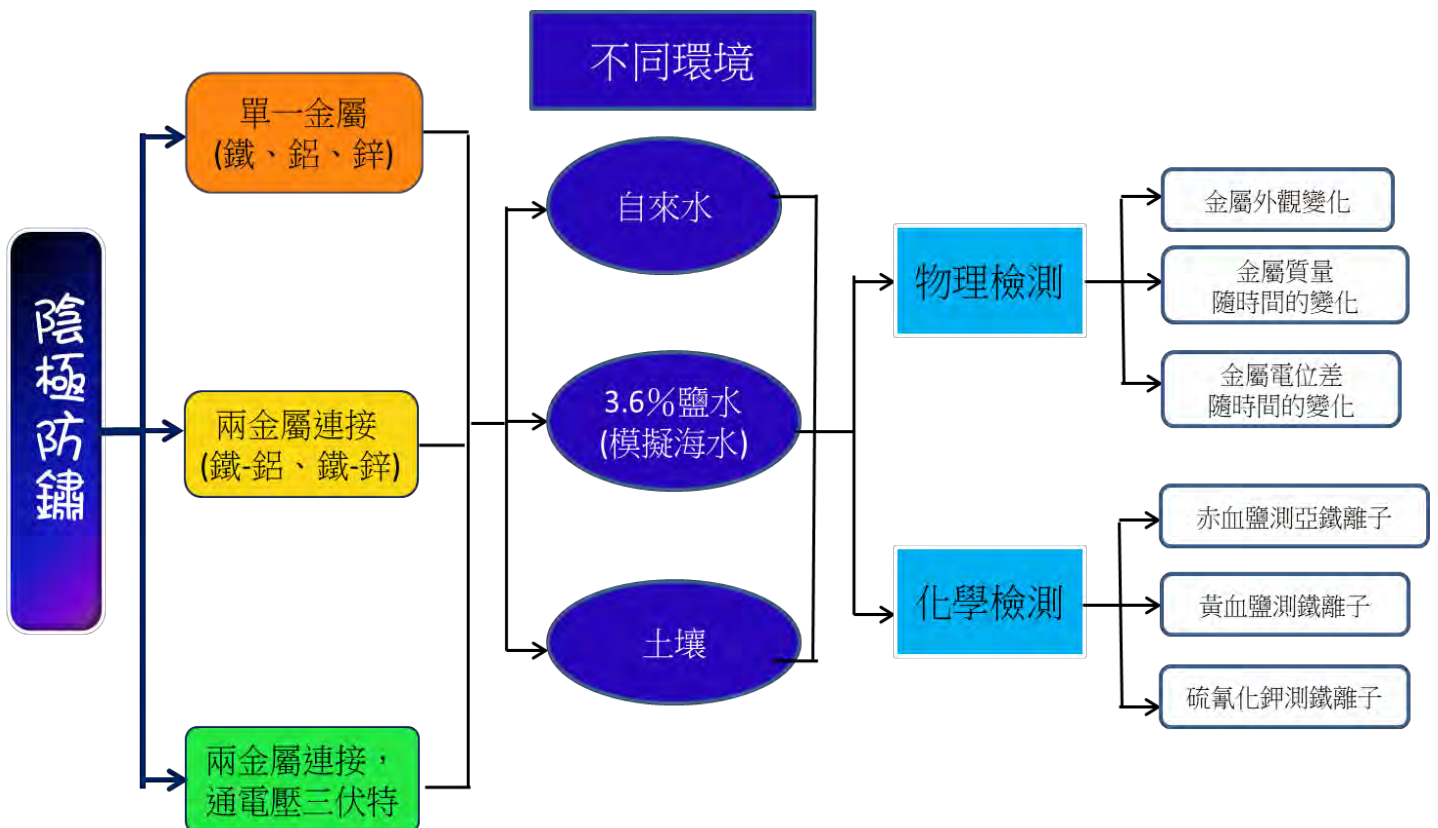 陰極防鏽
單一金屬
(鐵、鋁、鋅)
兩金屬連接
(鐵-鋁、鐵-鋅)
兩金屬連接，
通電壓三伏特
不同環境
自來水
3.6%鹽水
(模擬海水)
土壤
物理檢測
化學檢測
金屬外觀變化
金屬質量
隨時間的變化
金屬電位差
隨時間的變化
赤血鹽測亞鐵離子
黃血鹽測鐵離子
硫氰化鉀測鐵離子